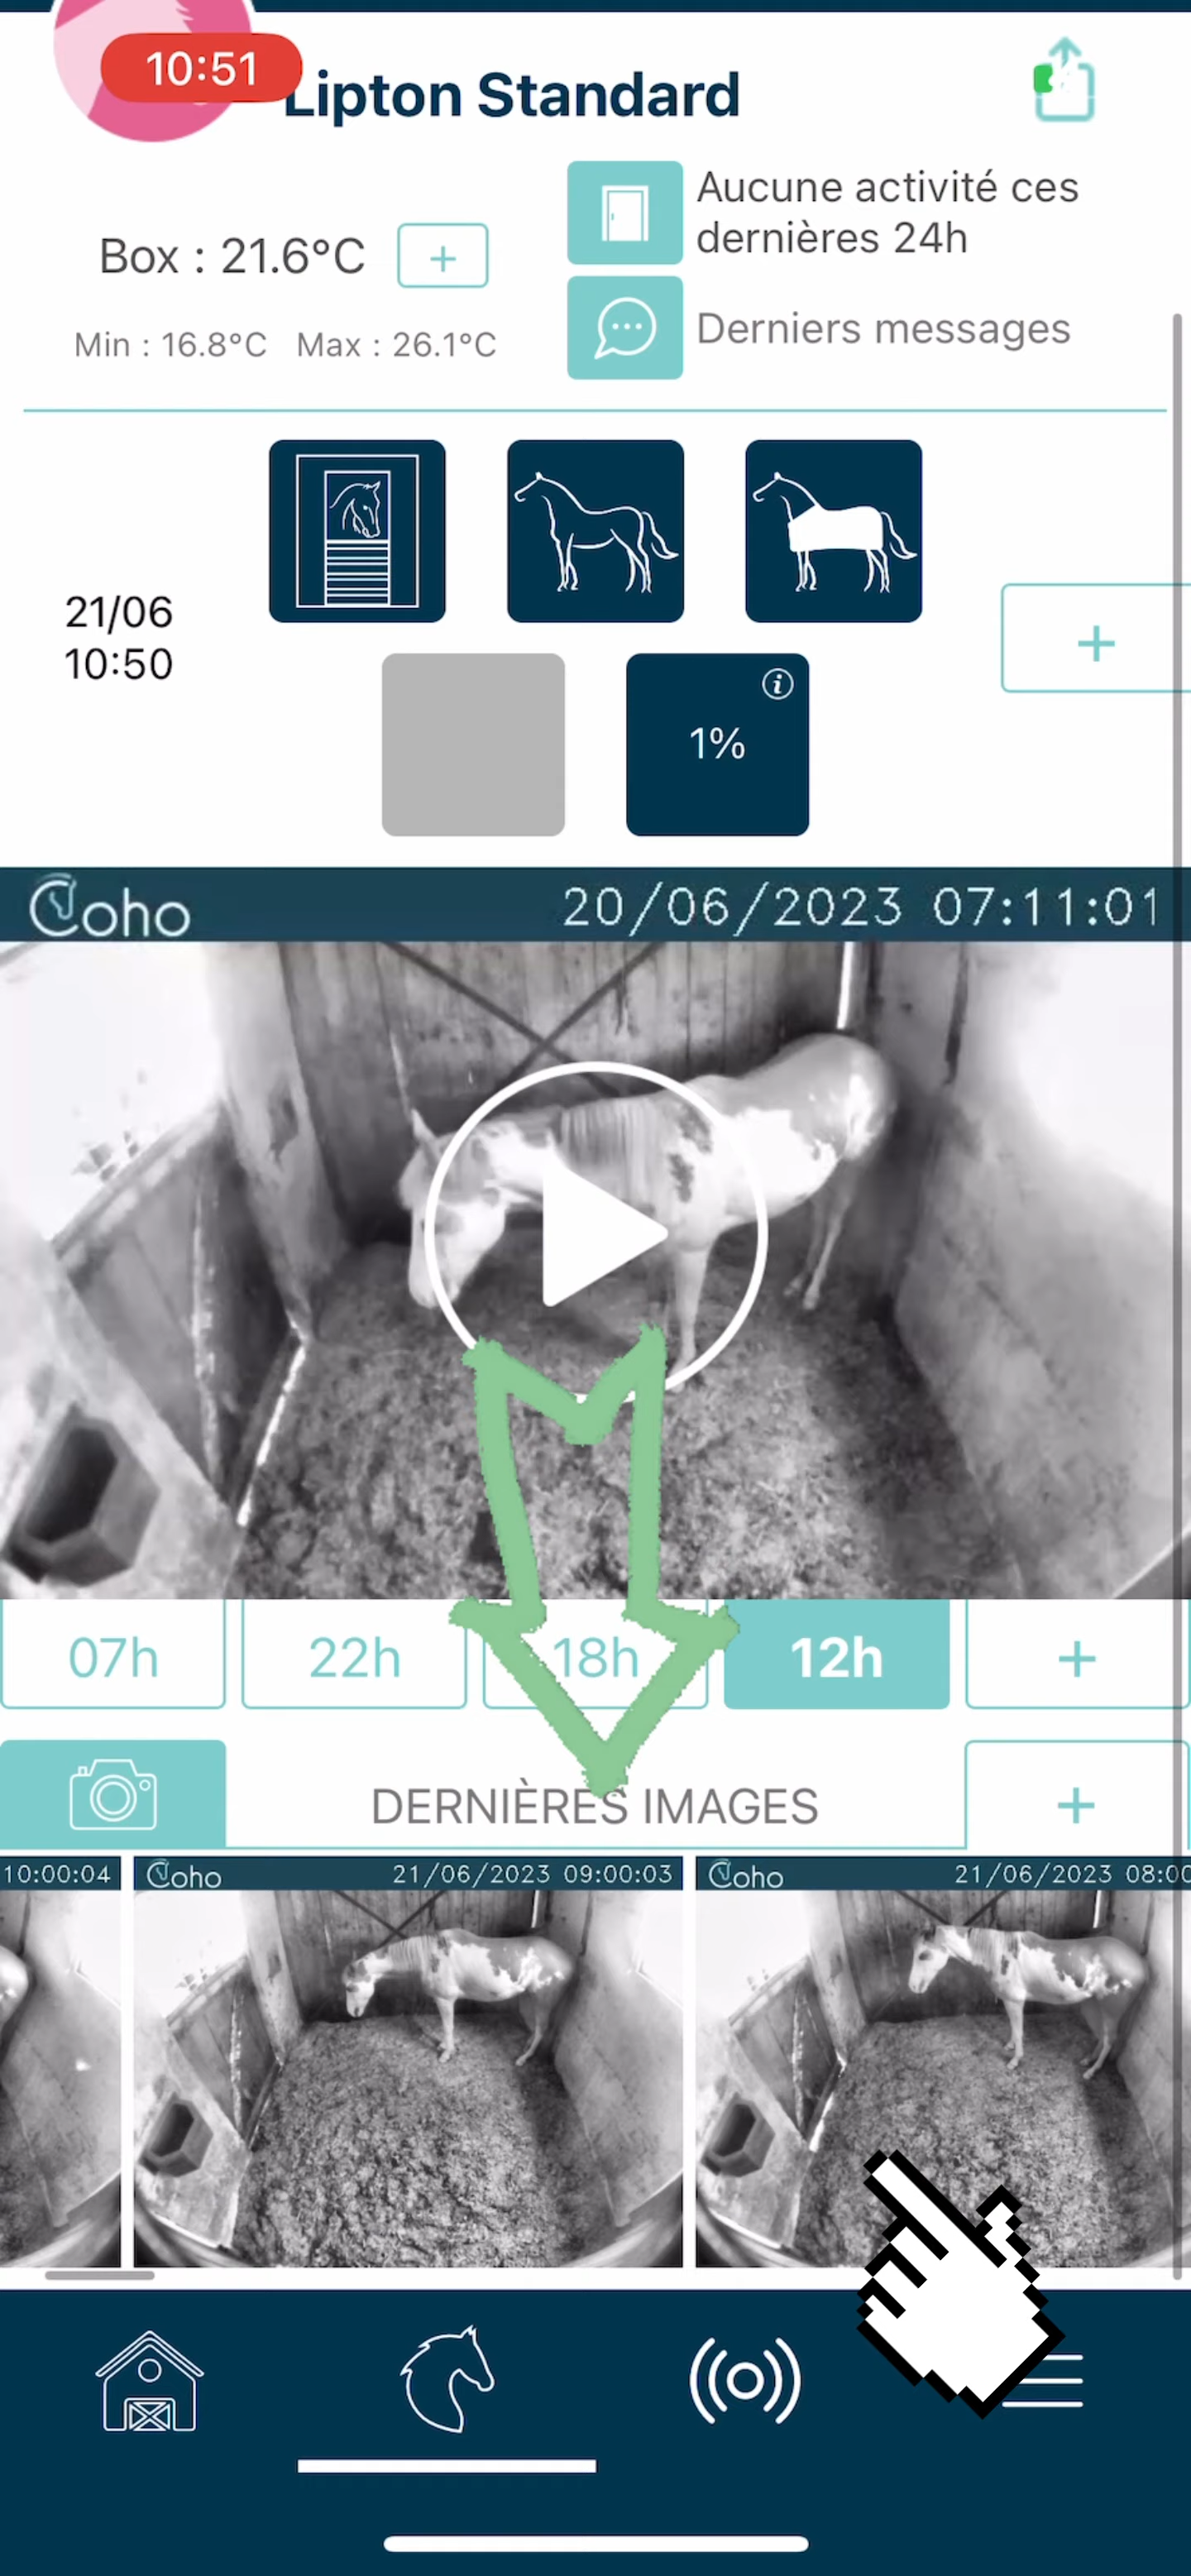 10:51
Lipton Standard
Aucune activité ces
dernières 24h
Box : 21.6°C +
Derniers messages
Min : 16.8°C Max : 26.1°C
21/06
10:50
+
i
1%
Coho 20/06/2023 07:11:01
07h 22h 18h 12h +
DERNIÈRES IMAGES +
10:00:04 Coho 21/06/2023 09:00:03 Coho 21/06/2023 08:00